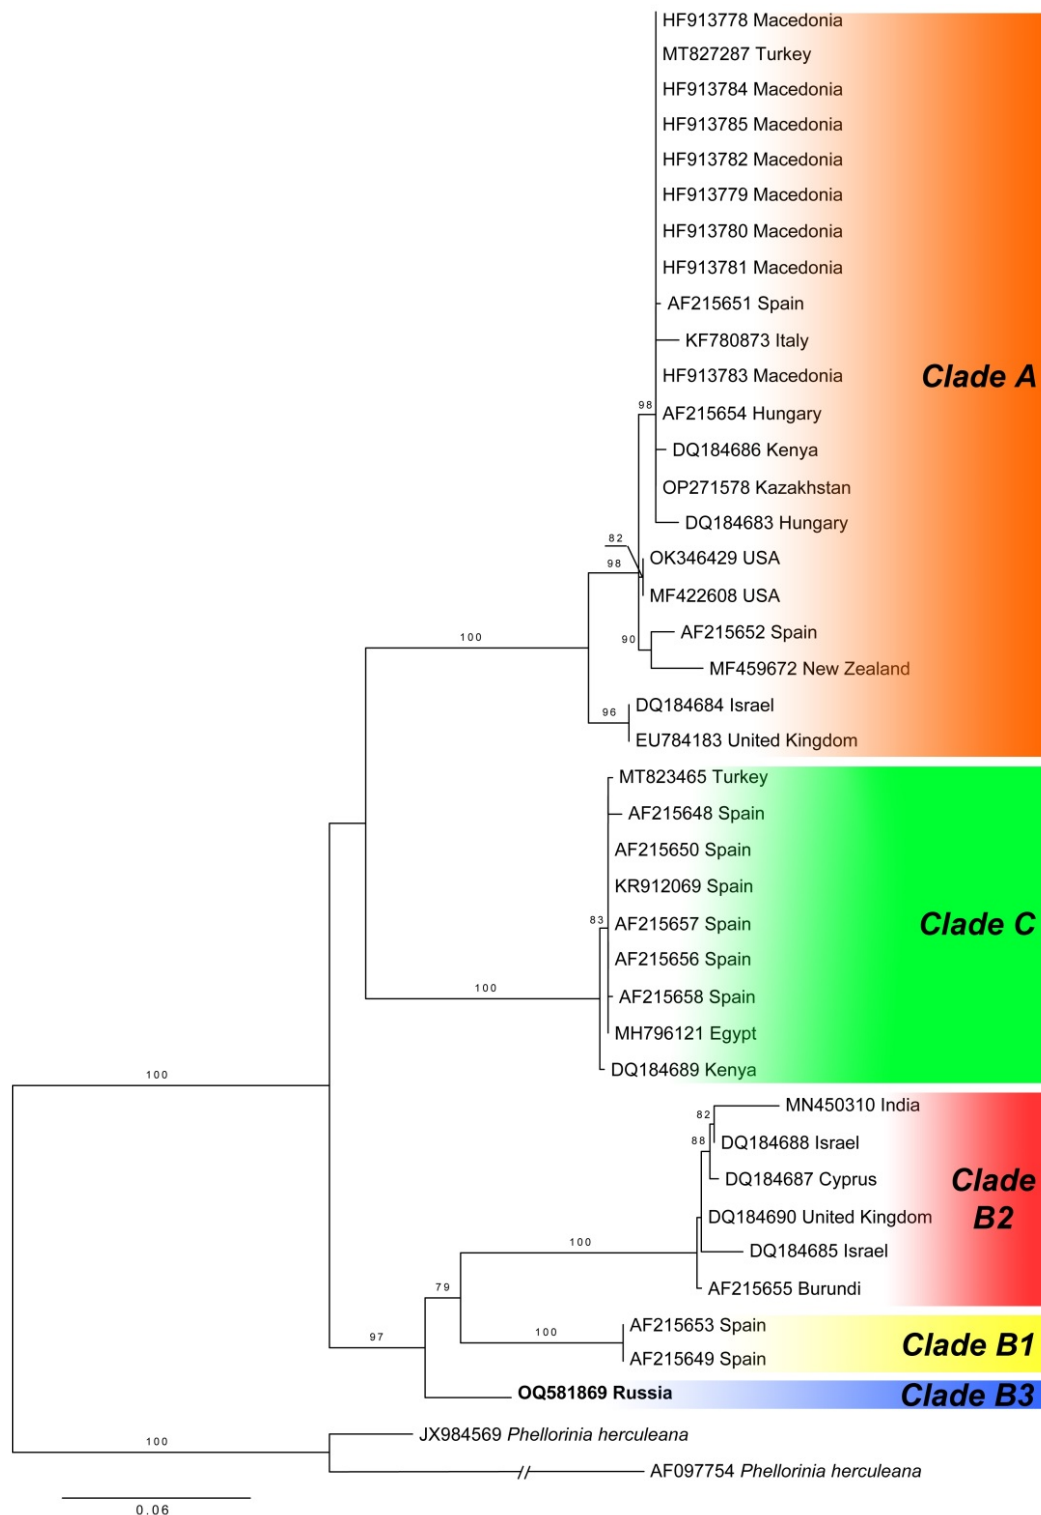 HF913778 Macedonia
MT827287 Turkey
HF913784 Macedonia
HF913785 Macedonia
HF913782 Macedonia
HF913779 Macedonia
HF913780 Macedonia
HF913781 Macedonia
AF215651 Spain
KF780873 Italy
HF913783 Macedonia
Clade A
98
AF215654 Hungary
DQ184686 Kenya
OP271578 Kazakhstan
DQ184683 Hungary
82
OK346429 USA
98
MF422608 USA
AF215652 Spain
100
90
MF459672 New Zealand
DQ184684 Israel
96
EU784183 United Kingdom
MT823465 Turkey
AF215648 Spain
AF215650 Spain
KR912069 Spain
83
AF215657 Spain
Clade C
AF215656 Spain
100
AF215658 Spain
MH796121 Egypt
DQ184689 Kenya
100
MN450310 India
82
88
DQ184688 Israel
DQ184687 Cyprus
Clade
B2
DQ184690 United Kingdom
100
DQ184685 Israel
79
AF215655 Burundi
AF215653 Spain
97
100
Clade B1
AF215649 Spain
OQ581869 Russia
Clade B3
JX984569 Phellorinia herculeana
100
AF097754 Phellorinia herculeana
0.06